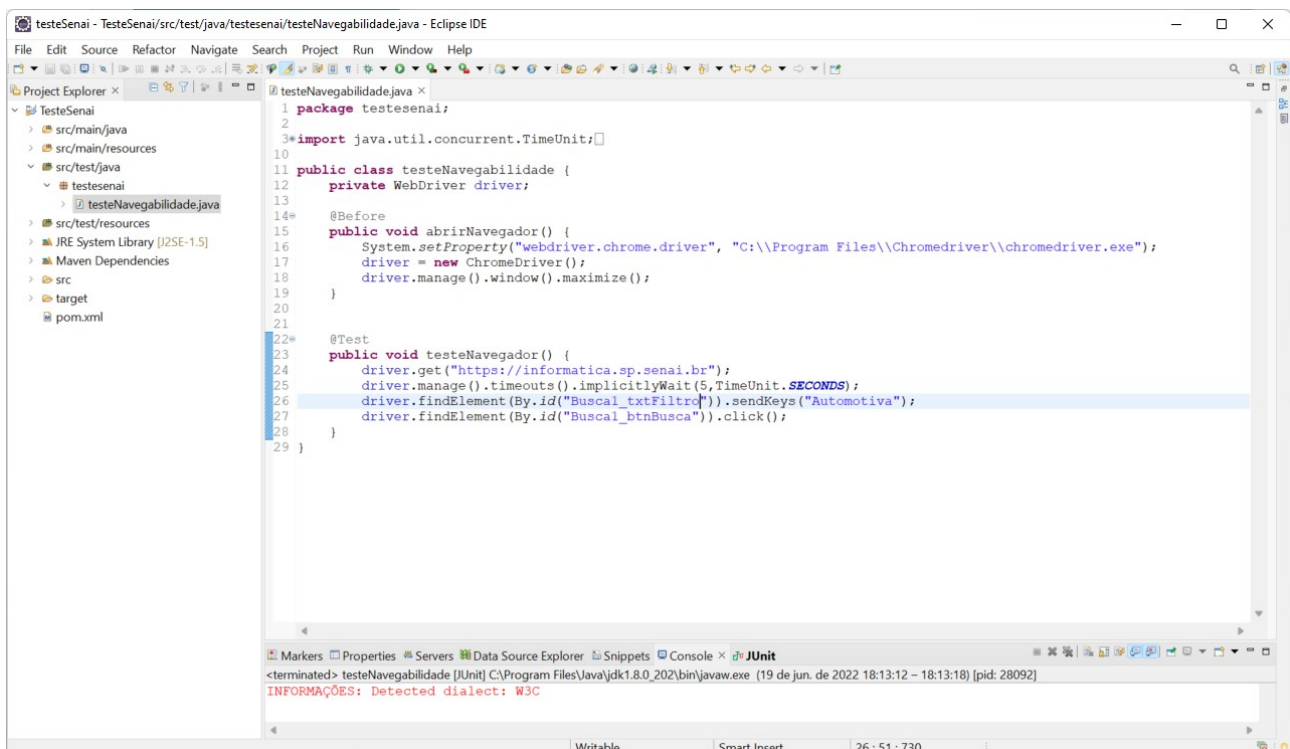 testeSenai - TesteSenai/src/test/java/testesenai/testeNavegabilidade.java - Eclipse IDE
File Edit Source Refactor Navigate Search Project Run Window Help
Project Explorer
testeNavegabilidade.java
TesteSenai
src/main/java
src/main/resources
src/test/java
testesenai
testeNavegabilidade.java
src/test/resources
JRE System Library [J2SE-1.5]
Maven Dependencies
src
target
pom.xml
1 package testesenai;
2
3 import java.util.concurrent.TimeUnit;
10
11 public class testeNavegabilidade {
12 private WebDriver driver;
13
14 @Before
15 public void abrirNavegador() {
16 System.setProperty("webdriver.chrome.driver", "C:\\Program Files\\Chromedriver\\chromedriver.exe");
17 driver = new ChromeDriver();
18 driver.manage().window().maximize();
19 }
20
21
22 @Test
23 public void testeNavegador() {
24 driver.get("https://informatica.sp.senai.br");
25 driver.manage().timeouts().implicitlyWait(5,TimeUnit.SECONDS);
26 driver.findElement(By.id("Busca1_txtFiltro")).sendKeys("Automotiva");
27 driver.findElement(By.id("Busca1_btnBusca")).click();
28 }
29 }
Markers Properties Servers Data Source Explorer Snippets Console JUnit
<terminated> testeNavegabilidade [JUnit] C:\Program Files\Java\jdk1.8.0_202\bin\javaw.exe (19 de jun. de 2022 18:13:12 – 18:13:18) [pid: 28092]
INFORMAÇÕES: Detected dialect: W3C
Writable Smart Insert 26 : 51 : 730